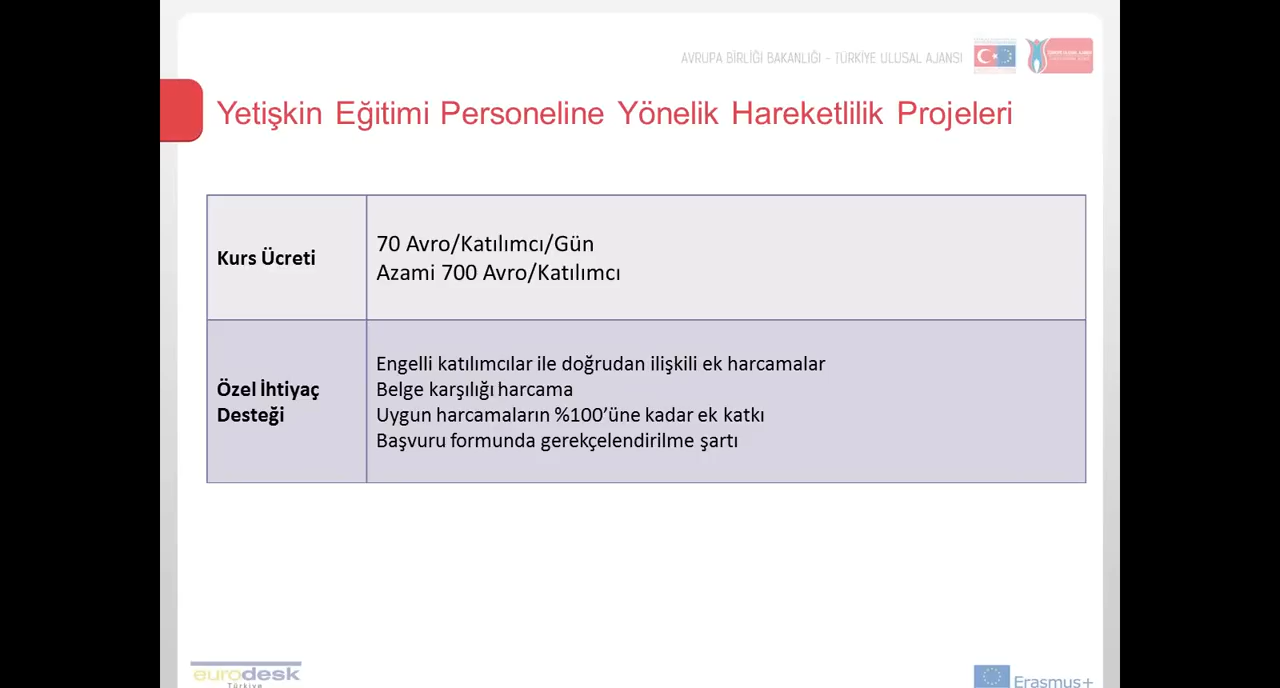 AVRUPA BİRLİĞİ BAKANLIĞI - TÜRKİYE ULUSAL AJANSI
Yetişkin Eğitimi Personeline Yönelik Hareketlilik Projeleri
Kurs Ücreti
70 Avro/Katılımcı/Gün
Azami 700 Avro/Katılımcı
Özel İhtiyaç
Desteği
Engelli katılımcılar ile doğrudan ilişkili ek harcamalar
Belge karşılığı harcama
Uygun harcamaların %100’üne kadar ek katkı
Başvuru formunda gerekçelendirilme şartı
eurodesk
Türkiye
Erasmus+